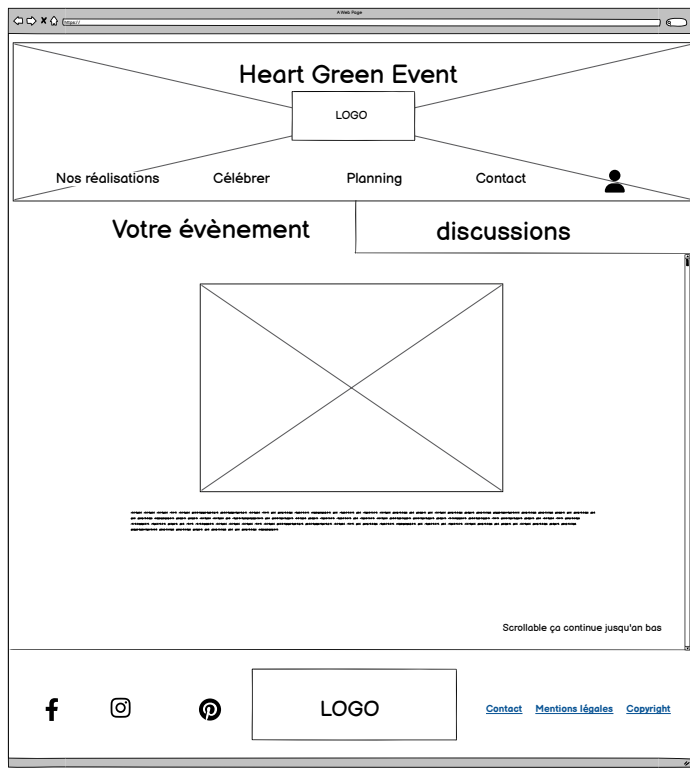 A Web Page
https://
Heart Green Event
LOGO
Nos réalisations Célébrer Planning Contact
Votre évènement discussions
Scrollable ça continue jusqu'an bas
LOGO
Contact Mentions légales Copyright